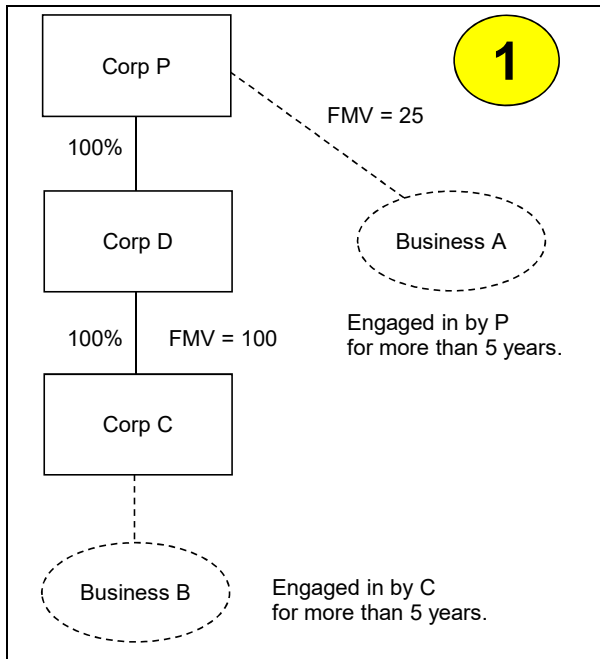 Corp P
1
FMV = 25
100%
Corp D
Business A
Engaged in by P
for more than 5 years.
100%
FMV = 100
Corp C
Business B
Engaged in by C
for more than 5 years.